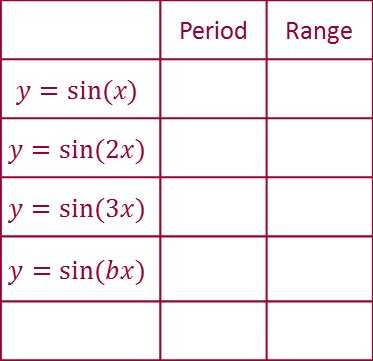 Period Range
y = sin(x)
y = sin(2x)
y = sin(3x)
y = sin(bx)